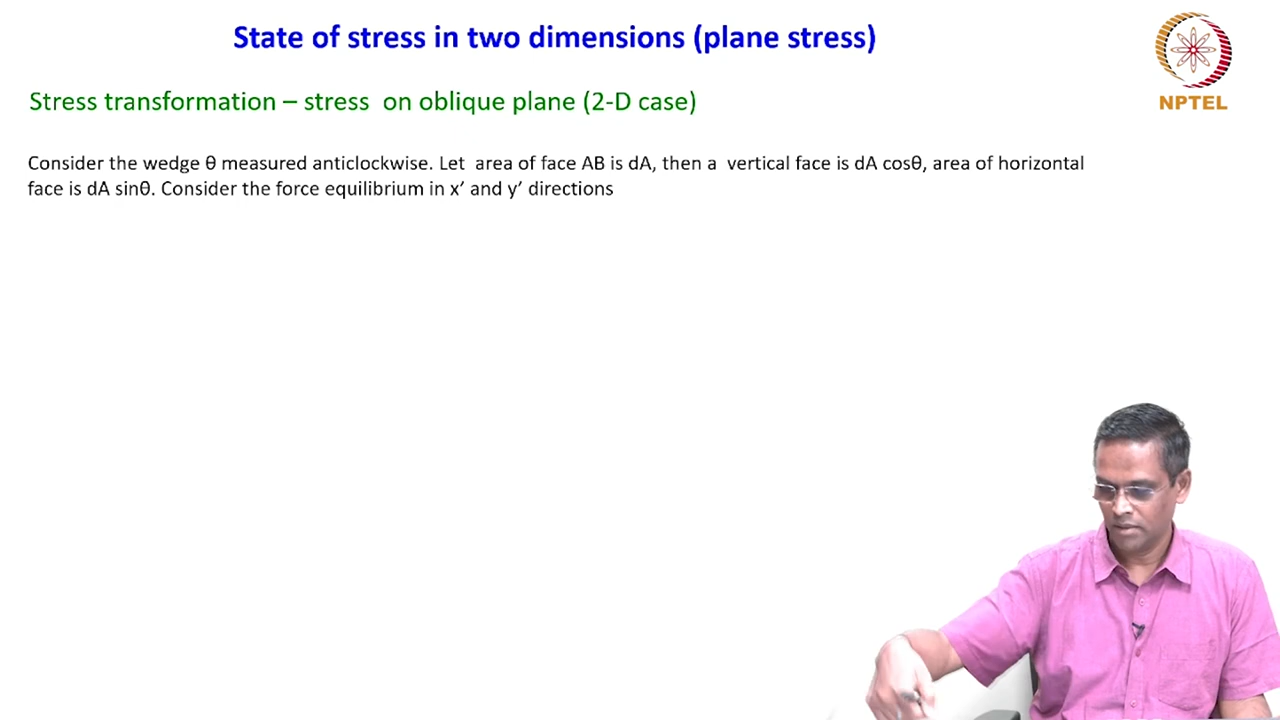 State of stress in two dimensions (plane stress)
NPTEL
Stress transformation – stress on oblique plane (2-D case)
Consider the wedge θ measured anticlockwise. Let area of face AB is dA, then a vertical face is dA cosθ, area of horizontal
face is dA sinθ. Consider the force equilibrium in x′ and y′ directions